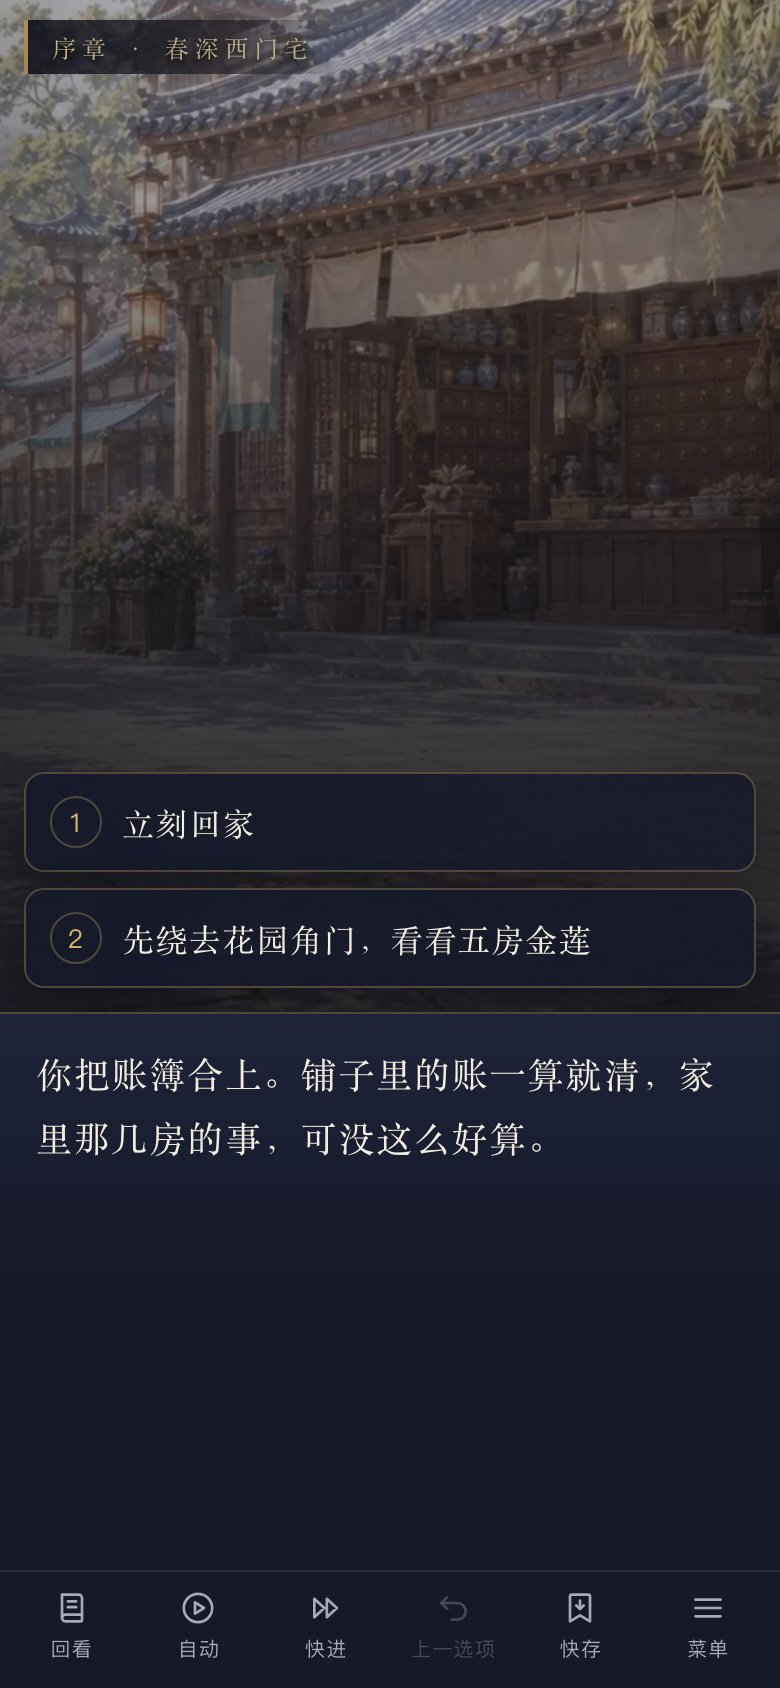 序章 · 春深西门宅
1 立刻回家
2 先绕去花园角门，看看五房金莲
你把账簿合上。铺子里的账一算就清，家
里那几房的事，可没这么好算。
回看 自动 快进 上一选项 快存 菜单